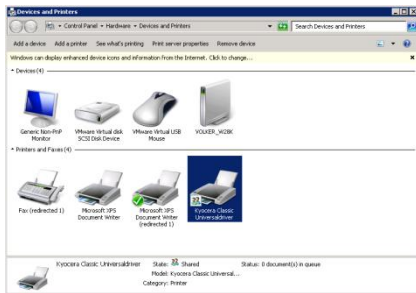 Devices and Printers
Control Panel Hardware Devices and Printers
Search Devices and Printers
Add a device Add a printer See what's printing Print server properties Remove device
Windows can display enhanced device icons and information from the Internet. Click to change...
Devices (4)
Generic Non-PnP Monitor
VMware Virtual disk SCSI Disk Device
VMware Virtual USB Mouse
VOLKER_W28K
Printers and Faxes (4)
Fax (redirected 1)
Microsoft XPS Document Writer
Microsoft XPS Document Writer (redirected 1)
Kyocera Classic Universaldriver
Kyocera Classic Universaldriver State: Shared Status: 0 document(s) in queue
Model: Kyocera Classic Universal...
Category: Printer